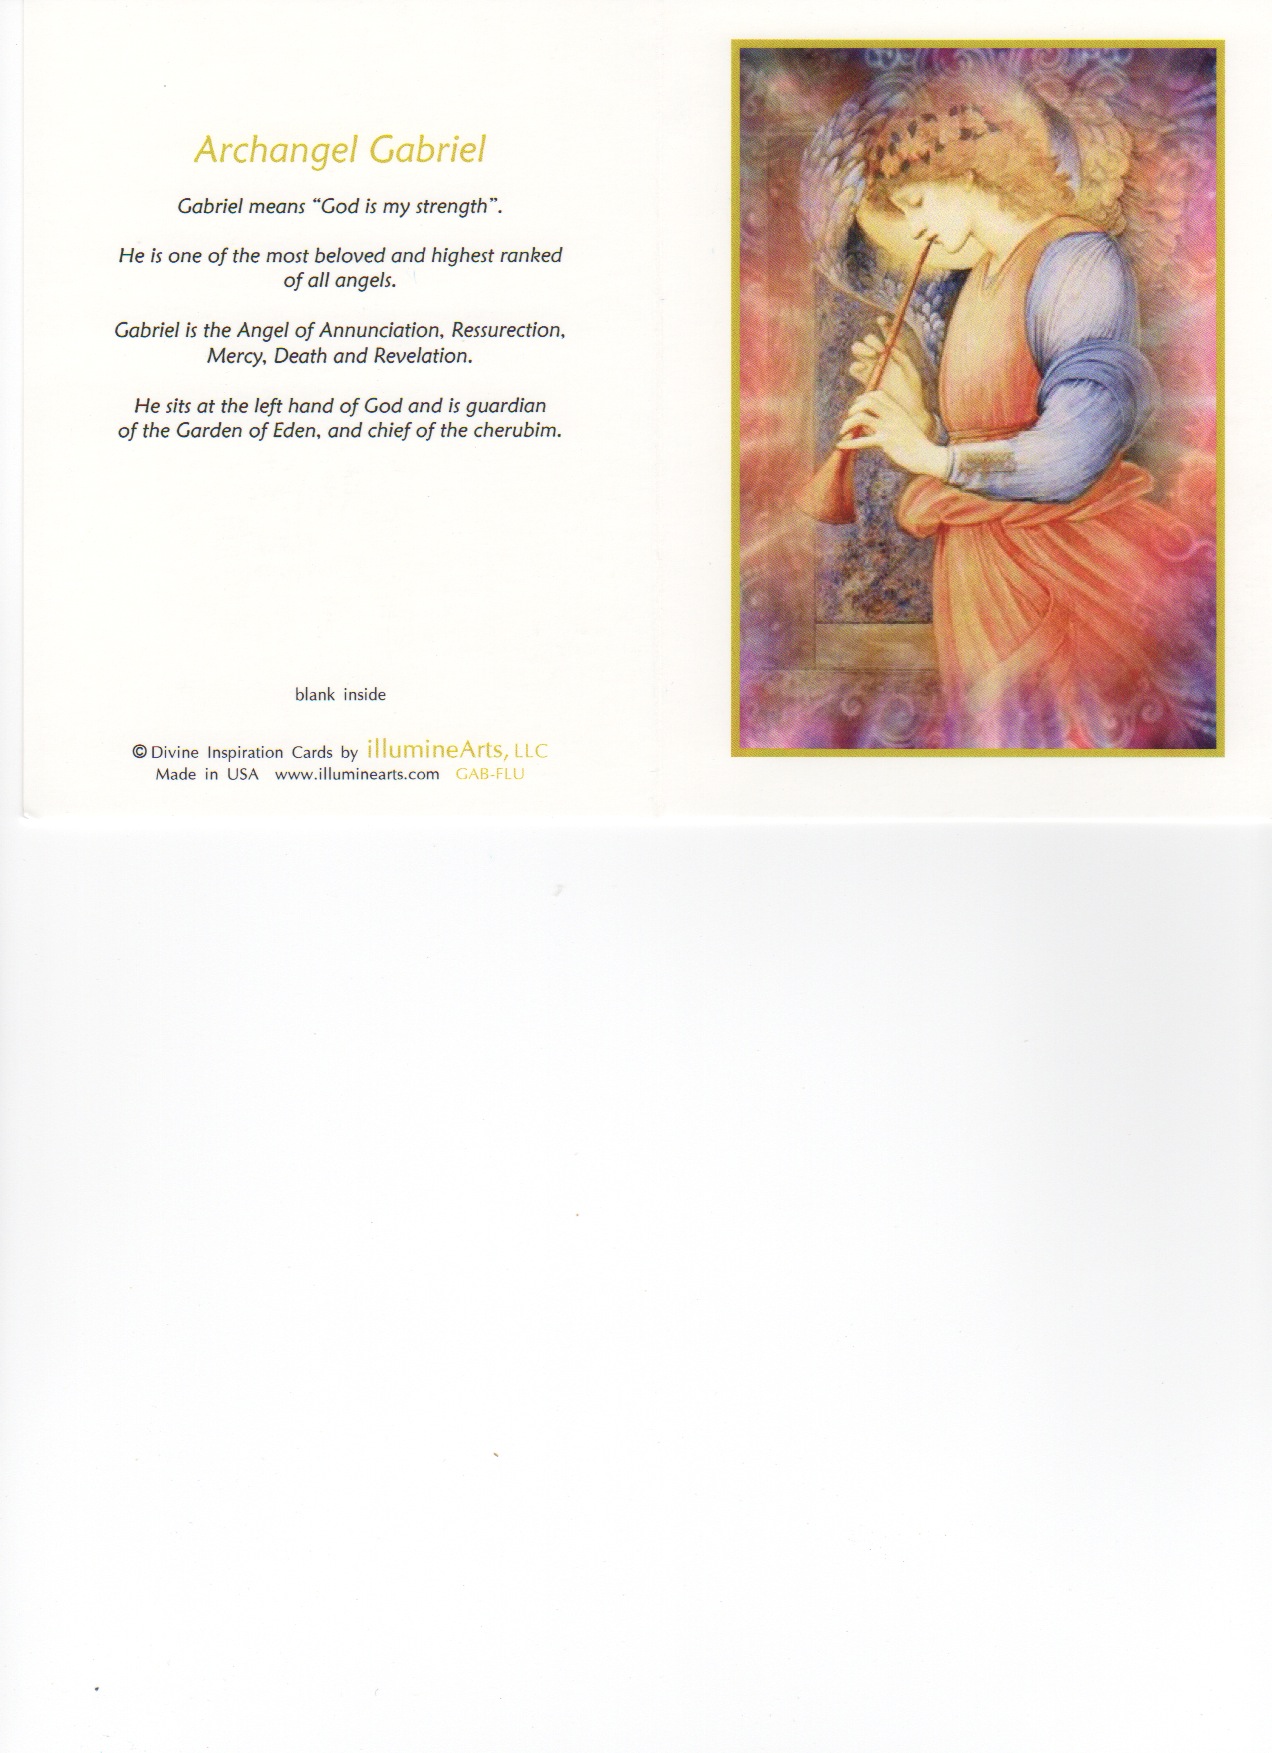 Archangel Gabriel
Gabriel means “God is my strength”.
He is one of the most beloved and highest ranked
of all angels.
Gabriel is the Angel of Annunciation, Ressurection,
Mercy, Death and Revelation.
He sits at the left hand of God and is guardian
of the Garden of Eden, and chief of the cherubim.
blank inside
© Divine Inspiration Cards by illumineArts, LLC
Made in USA www.illuminearts.com GAB-FLU